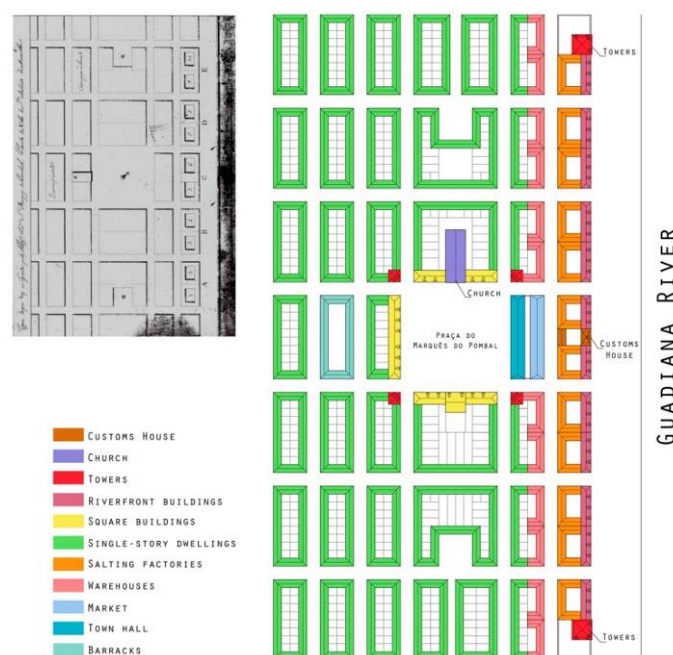 E
D
C
B
A
Towers
Church
Praça do
Marquês do Pombal
Customs
House
Towers
Guadiana River
Customs House
Church
Towers
Riverfront buildings
Square buildings
Single-story dwellings
Salting factories
Warehouses
Market
Town hall
Barracks